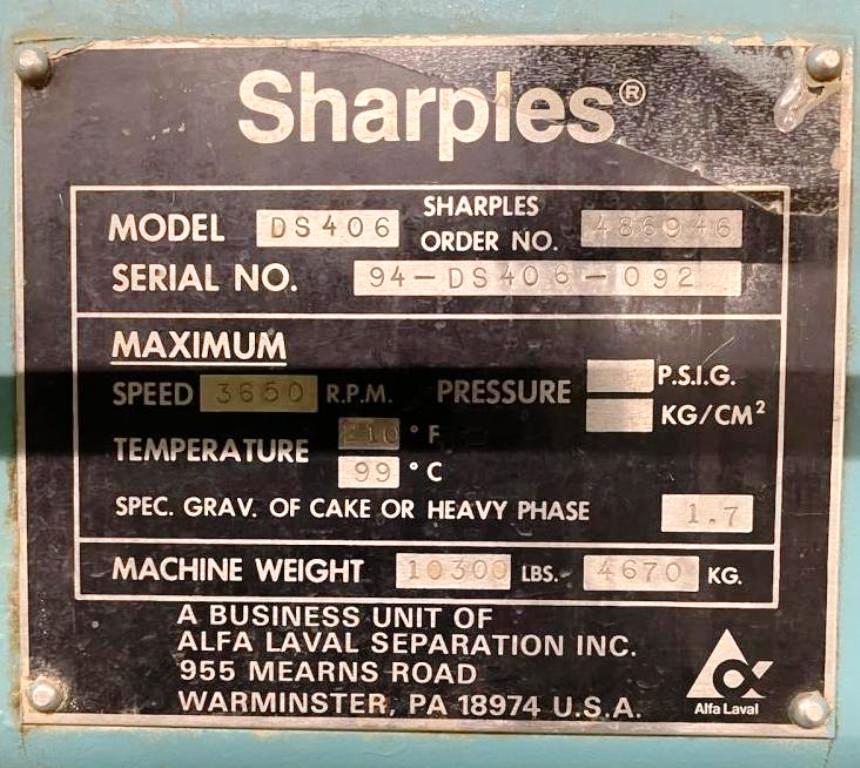 Sharples®
MODEL DS406 SHARPLES ORDER NO. 486946
SERIAL NO. 94-DS406-092
MAXIMUM
SPEED 3650 R.P.M. PRESSURE P.S.I.G.
KG/CM²
TEMPERATURE 210 °F
99 °C
SPEC. GRAV. OF CAKE OR HEAVY PHASE 1.7
MACHINE WEIGHT 10300 LBS. 4670 KG.
A BUSINESS UNIT OF
ALFA LAVAL SEPARATION INC.
955 MEARNS ROAD
WARMINSTER, PA 18974 U.S.A.
Alfa Laval